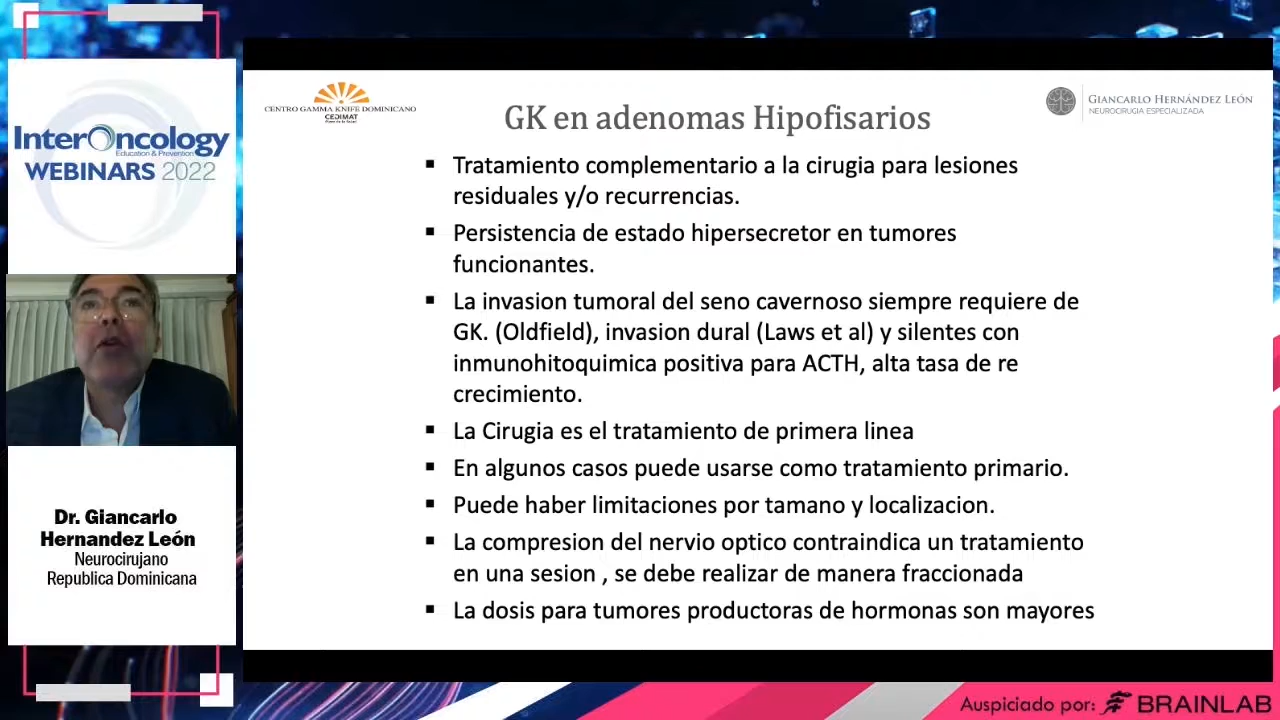 InterOncology
Education & Prevention
WEBINARS 2022
Dr. Giancarlo
Hernandez León
Neurocirujano
Republica Dominicana
CENTRO GAMMA KNIFE DOMINICANO
CEDIMAT
GIANCARLO HERNÁNDEZ LEÓN
NEUROCIRUGIA ESPECIALIZADA
GK en adenomas Hipofisarios
▪ Tratamiento complementario a la cirugia para lesiones
residuales y/o recurrencias.
▪ Persistencia de estado hipersecretor en tumores
funcionantes.
▪ La invasion tumoral del seno cavernoso siempre requiere de
GK. (Oldfield), invasion dural (Laws et al) y silentes con
inmunohitoquimica positiva para ACTH, alta tasa de re
crecimiento.
▪ La Cirugia es el tratamiento de primera linea
▪ En algunos casos puede usarse como tratamiento primario.
▪ Puede haber limitaciones por tamano y localizacion.
▪ La compresion del nervio optico contraindica un tratamiento
en una sesion , se debe realizar de manera fraccionada
▪ La dosis para tumores productoras de hormonas son mayores
Auspiciado por: BRAINLAB